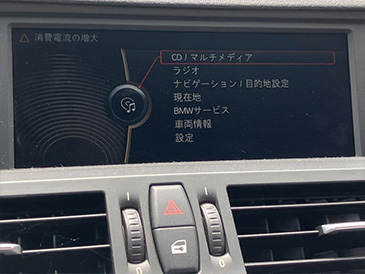 消費電流の増大
CD / マルチメディア
ラジオ
ナビゲーション / 目的地設定
現在地
BMWサービス
車両情報
設定
0
0